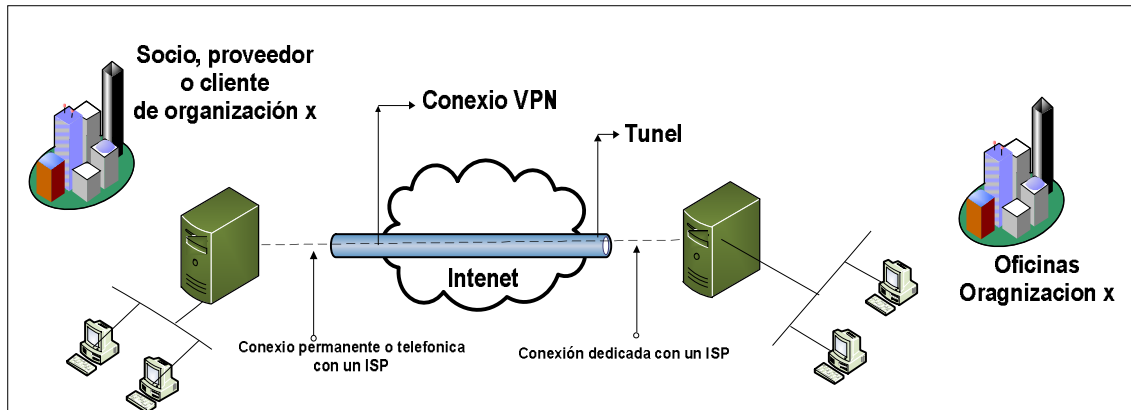 Socio, proveedor
o cliente
de organización x
Conexio VPN
Tunel
Intenet
Oficinas
Oragnizacion x
Conexio permanente o telefonica
con un ISP
Conexión dedicada con un ISP